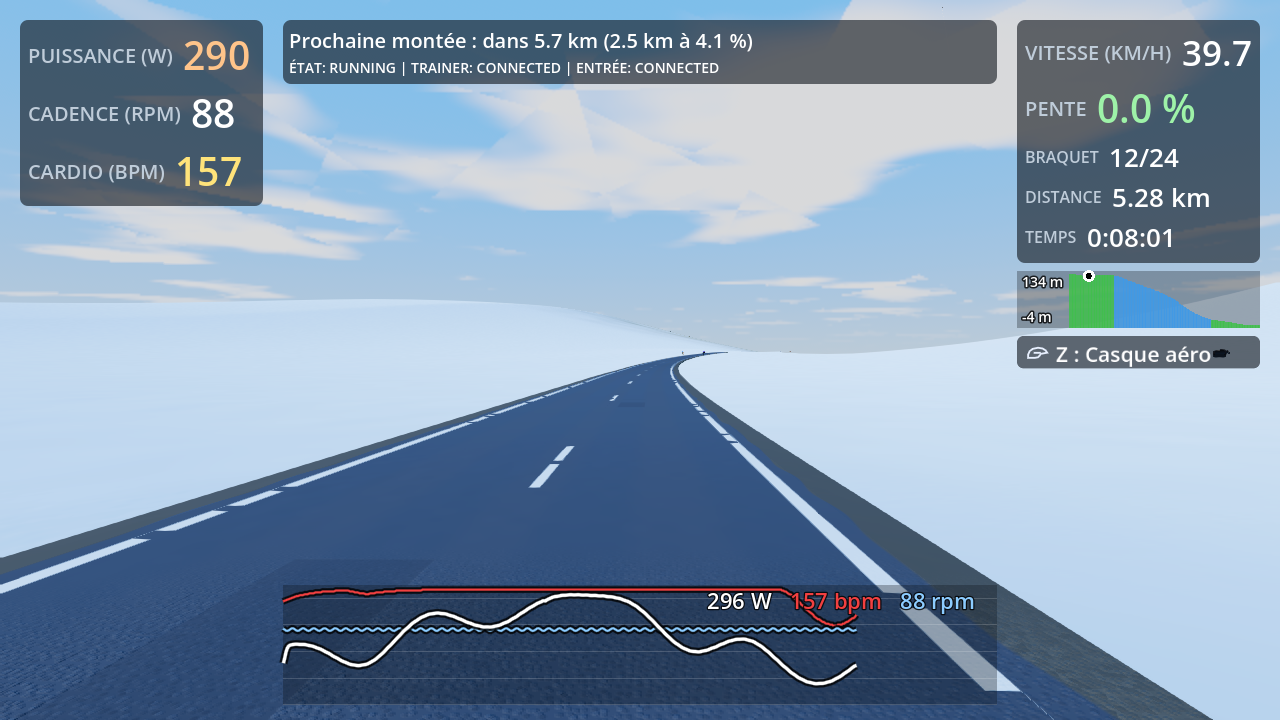 PUISSANCE (W) 290
CADENCE (RPM) 88
CARDIO (BPM) 157
Prochaine montée : dans 5.7 km (2.5 km à 4.1 %)
ÉTAT: RUNNING | TRAINER: CONNECTED | ENTRÉE: CONNECTED
VITESSE (KM/H) 39.7
PENTE 0.0 %
BRAQUET 12/24
DISTANCE 5.28 km
TEMPS 0:08:01
134 m
-4 m
Z : Casque aéro
296 W 157 bpm 88 rpm